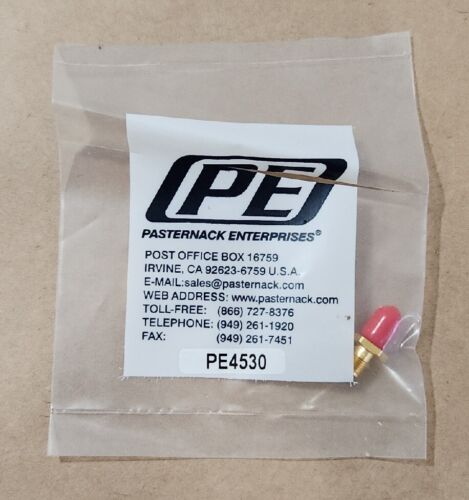 PE
PASTERNACK ENTERPRISES®
POST OFFICE BOX 16759
IRVINE, CA 92623-6759 U.S.A.
E-MAIL:sales@pasternack.com
WEB ADDRESS: www.pasternack.com
TOLL-FREE: (866) 727-8376
TELEPHONE: (949) 261-1920
FAX: (949) 261-7451
PE4530